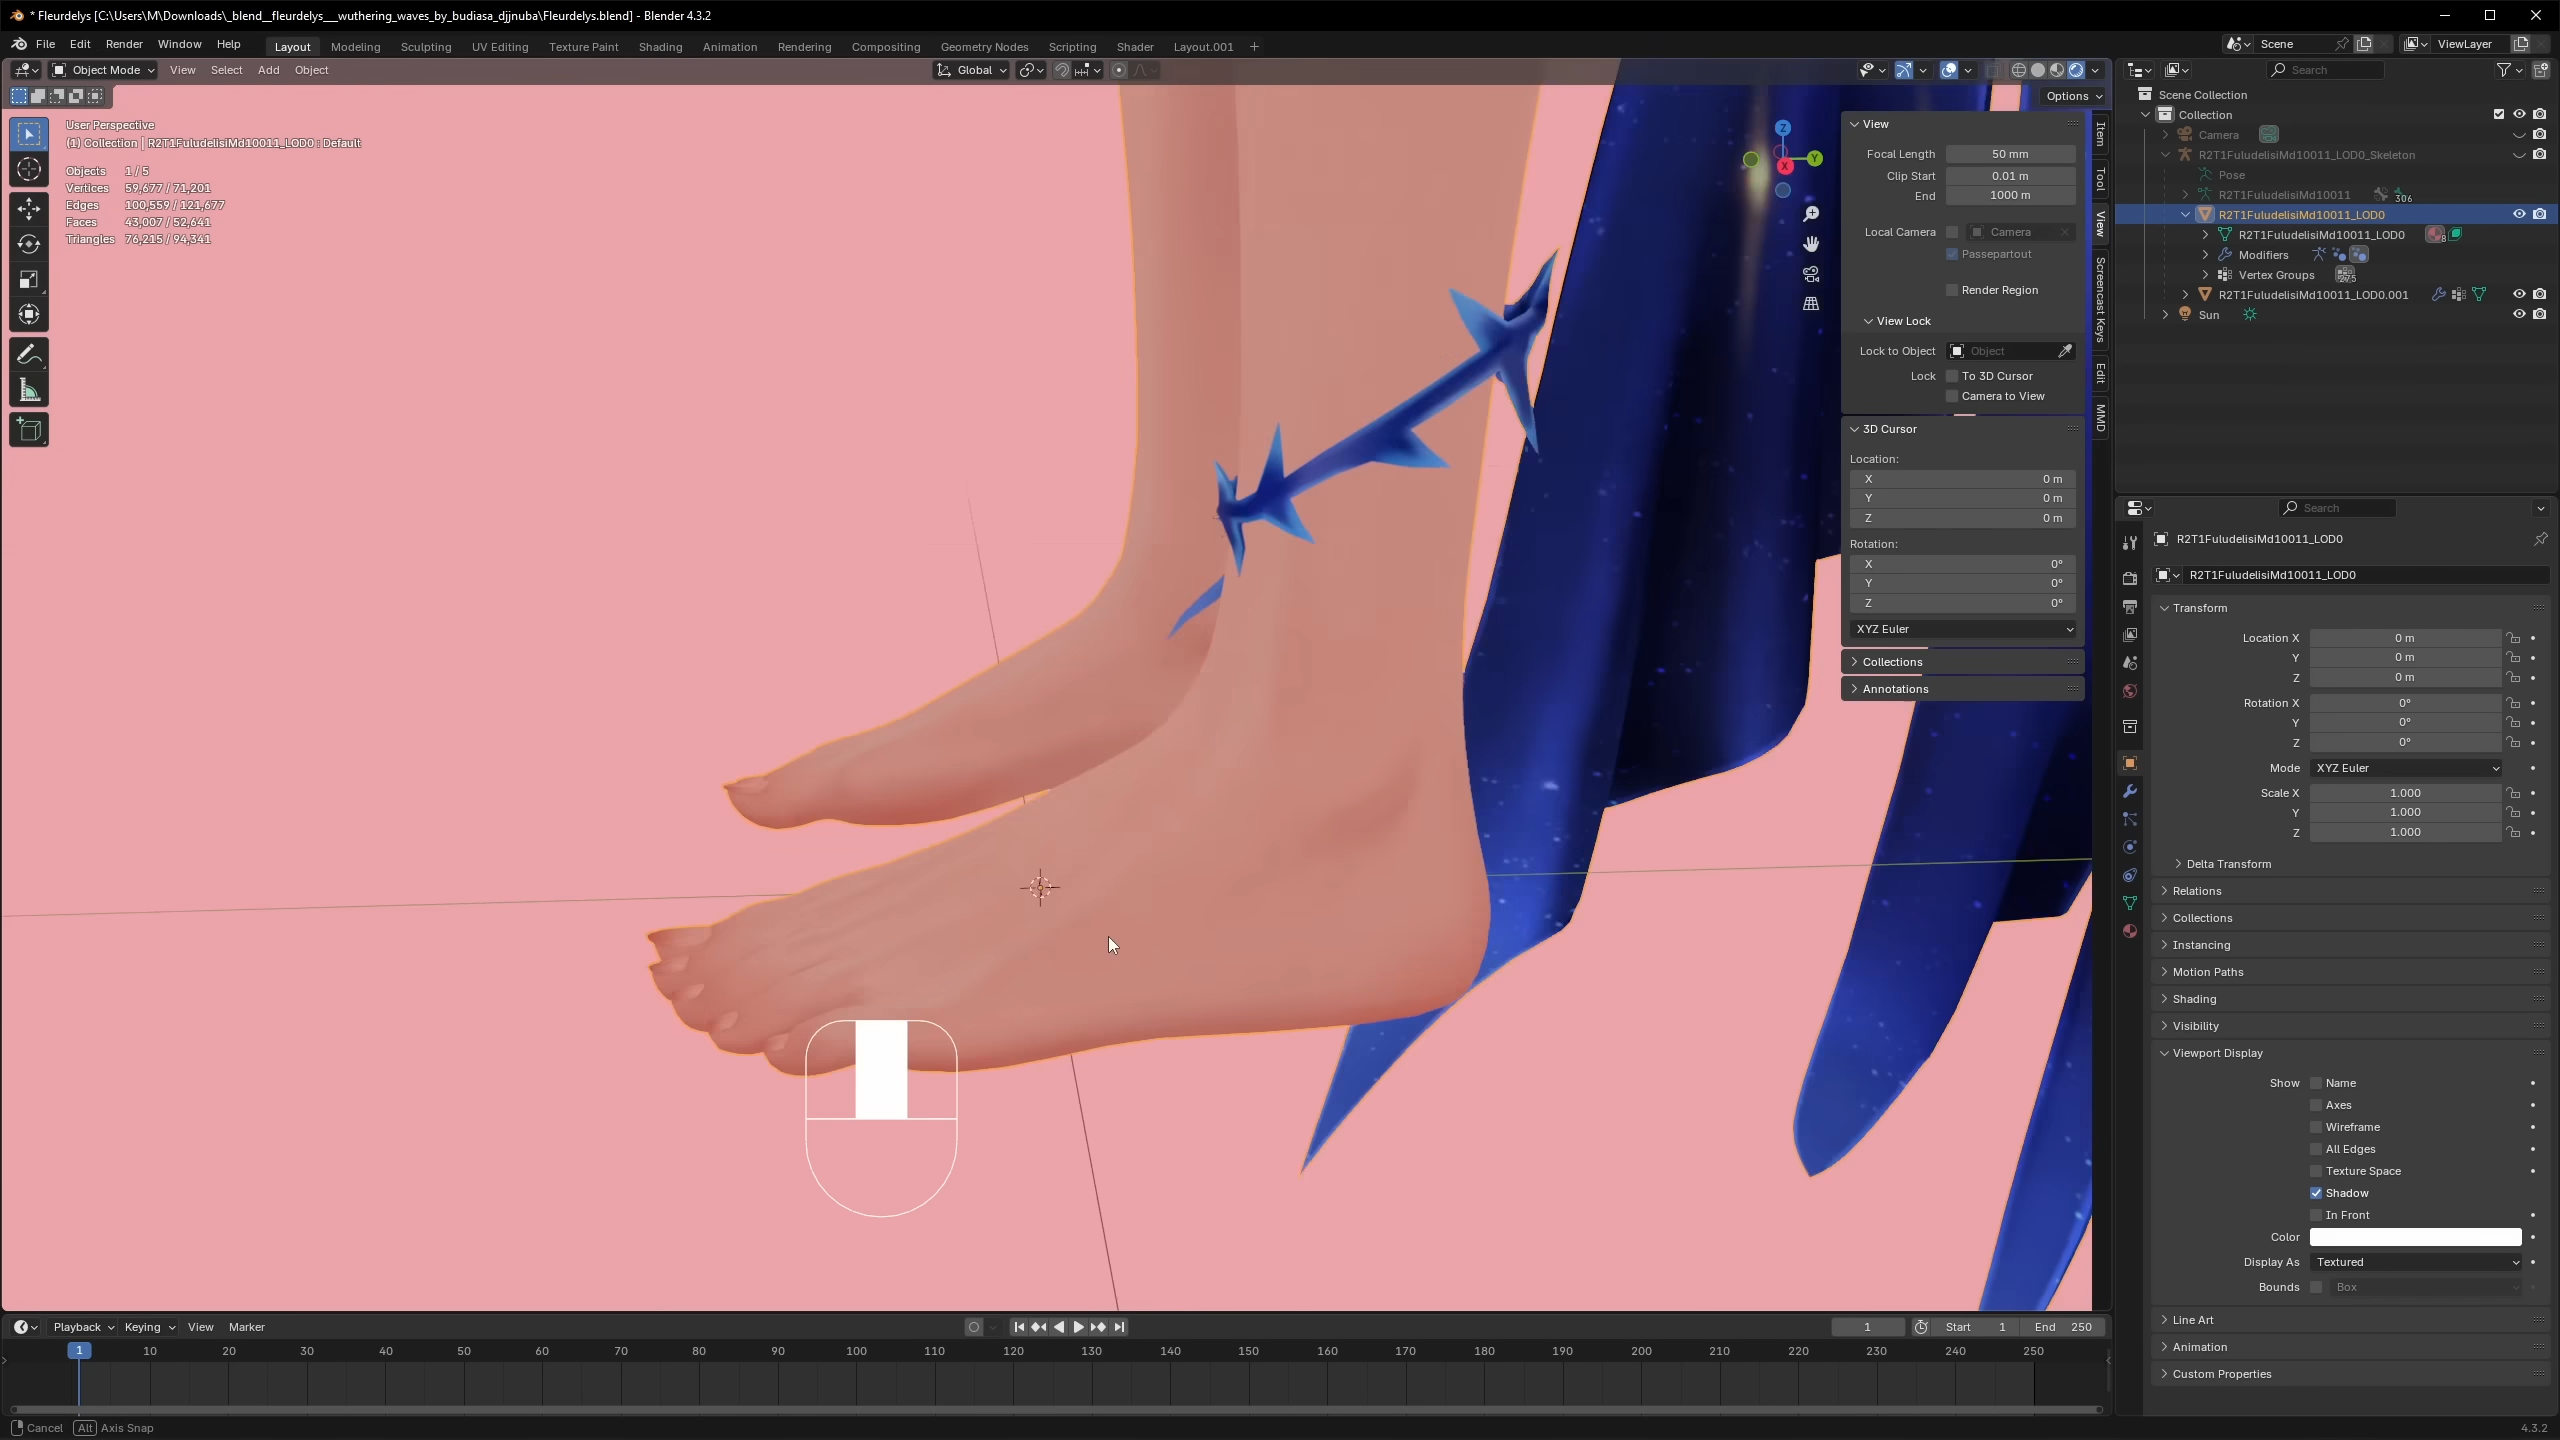 * Fleurdelys [C:\Users\M\Downloads\_blend__fleurdelys___wuthering_waves_by_budiasa_djjnuba\Fleurdelys.blend] - Blender 4.3.2
File Edit Render Window Help Layout Modeling Sculpting UV Editing Texture Paint Shading Animation Rendering Compositing Geometry Nodes Scripting Shader Layout.001 + Scene ViewLayer
Object Mode View Select Add Object Global Search
Options
User Perspective
(1) Collection | R2T1FuludelisiMd10011_LOD0 : Default
Objects 1 / 5
Vertices 59,677 / 71,201
Edges 100,559 / 121,677
Faces 43,007 / 52,641
Triangles 76,215 / 94,341
Z
Y
X
View
Focal Length 50 mm
Clip Start 0.01 m
End 1000 m
Local Camera Camera
Passepartout
Render Region
View Lock
Lock to Object Object
Lock To 3D Cursor
Camera to View
3D Cursor
Location:
X 0 m
Y 0 m
Z 0 m
Rotation:
X 0°
Y 0°
Z 0°
XYZ Euler
Collections
Annotations
Item
Tool
View
Screencast Keys
Edit
MMD
Scene Collection
Collection
Camera
R2T1FuludelisiMd10011_LOD0_Skeleton
Pose
R2T1FuludelisiMd10011 306
R2T1FuludelisiMd10011_LOD0
R2T1FuludelisiMd10011_LOD0 8
Modifiers
Vertex Groups 275
R2T1FuludelisiMd10011_LOD0.001
Sun
Search
R2T1FuludelisiMd10011_LOD0
R2T1FuludelisiMd10011_LOD0
Transform
Location X 0 m
Y 0 m
Z 0 m
Rotation X 0°
Y 0°
Z 0°
Mode XYZ Euler
Scale X 1.000
Y 1.000
Z 1.000
Delta Transform
Relations
Collections
Instancing
Motion Paths
Shading
Visibility
Viewport Display
Show Name
Axes
Wireframe
All Edges
Texture Space
Shadow
In Front
Color
Display As Textured
Bounds Box
Line Art
Animation
Custom Properties
Playback Keying View Marker 1 Start 1 End 250
1 10 20 30 40 50 60 70 80 90 100 110 120 130 140 150 160 170 180 190 200 210 220 230 240 250
Cancel Alt Axis Snap 4.3.2